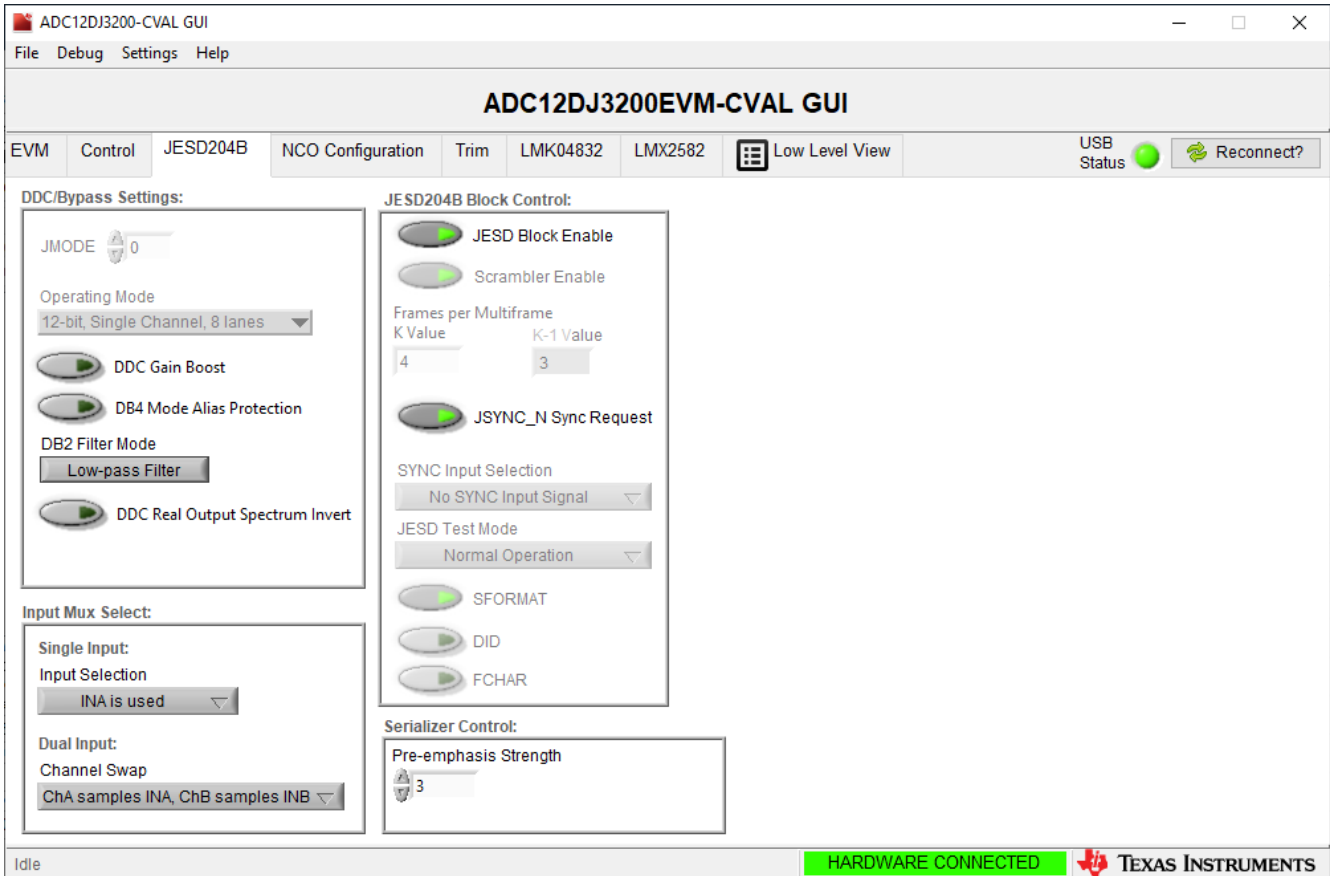 ADC12DJ3200-CVAL GUI
File Debug Settings Help
ADC12DJ3200EVM-CVAL GUI
EVM Control JESD204B NCO Configuration Trim LMK04832 LMX2582 Low Level View
USB Status
Reconnect?
DDC/Bypass Settings:
JMODE 0
Operating Mode
12-bit, Single Channel, 8 lanes
DDC Gain Boost
DB4 Mode Alias Protection
DB2 Filter Mode
Low-pass Filter
DDC Real Output Spectrum Invert
Input Mux Select:
Single Input:
Input Selection
INA is used
Dual Input:
Channel Swap
ChA samples INA, ChB samples INB
JESD204B Block Control:
JESD Block Enable
Scrambler Enable
Frames per Multiframe
K Value K-1 Value
4 3
JSYNC_N Sync Request
SYNC Input Selection
No SYNC Input Signal
JESD Test Mode
Normal Operation
SFORMAT
DID
FCHAR
Serializer Control:
Pre-emphasis Strength
3
Idle
HARDWARE CONNECTED
TEXAS INSTRUMENTS